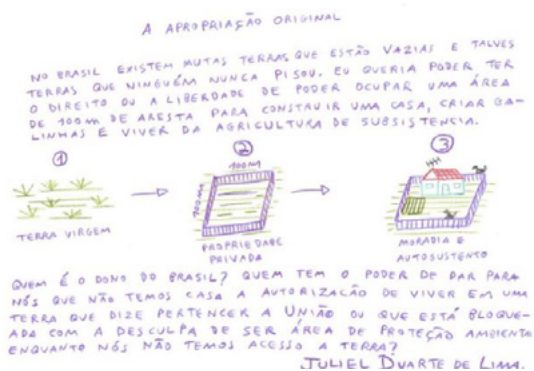 A APROPRIAÇÃO ORIGINAL
NO BRASIL EXISTEM MUTAS TERRAS QUE ESTÃO VAZIAS E TALVES
TERRAS QUE NINGUÉM NUNCA PISOU. EU QUERIA PODER TER
O DIREITO OU A LIBERDADE DE PODER OCUPAR UMA ÁREA
DE 100M DE ARESTA PARA CONSTRUIR UMA CASA, CRIAR GA-
LINHAS E VIVER DA AGRICULTURA DE SUBSISTENCIA.
1 2 3
100M
100M
TERRA VIRGEM
PROPRIEDADE
PRIVADA
MORADIA E
AUTOSUSTENTO
QUEM É O DONO DO BRASIL? QUEM TEM O PODER DE DAR PARA
NÓS QUE NÃO TEMOS CASA A AUTORIZAÇÃO DE VIVER EM UMA
TERRA QUE DIZE PERTENCER A UNIÃO OU QUE ESTÁ BLOQUE-
ADA COM A DESCULPA DE SER ÁREA DE PROTEÇÃO AMBIENTE
ENQUANTO NÓS NÃO TEMOS ACESSO A TERRA?
JULIEL DUARTE DE LIMA.